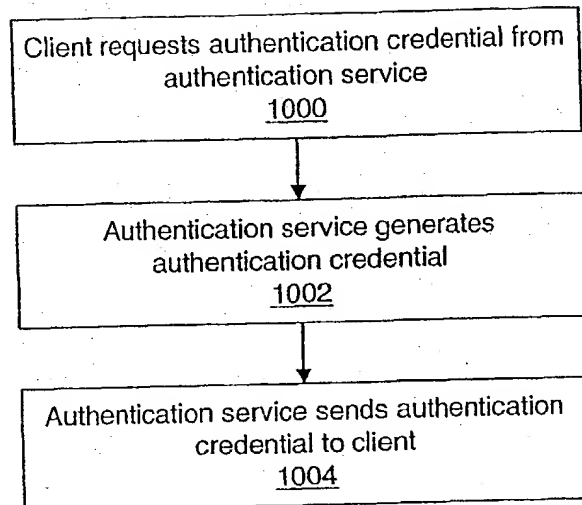 Client requests authentication credential from
authentication service
1000
Authentication service generates
authentication credential
1002
Authentication service sends authentication
credential to client
1004